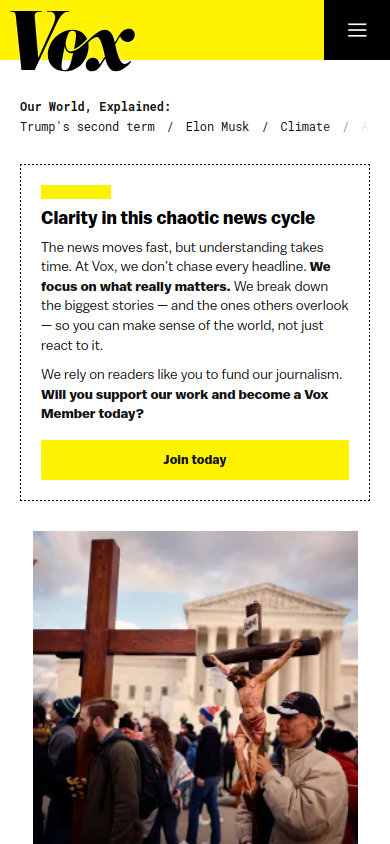 Vox
Our World, Explained:
Trump's second term / Elon Musk / Climate / A
Clarity in this chaotic news cycle
The news moves fast, but understanding takes
time. At Vox, we don’t chase every headline. We
focus on what really matters. We break down
the biggest stories — and the ones others overlook
— so you can make sense of the world, not just
react to it.
We rely on readers like you to fund our journalism.
Will you support our work and become a Vox
Member today?
Join today